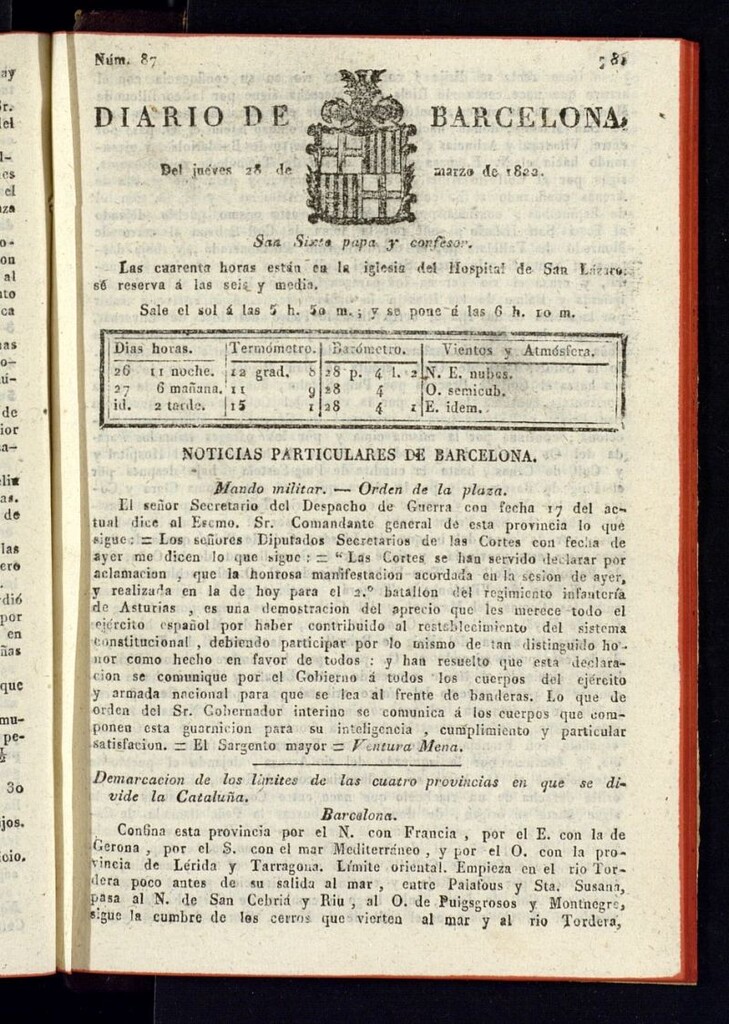 Núm. 87
DIARIO DE BARCELONA,
Del jueves 28 de marzo de 1822.
San Sixto papa y confesor.
Las cuarenta horas están en la iglesia del Hospital de San Lázaro:
se reserva á las seis y media.
Sale el sol á las 5 h. 50 m.; y se pone á las 6 h. 10 m.
Dias horas. Termómetro. Barómetro. Vientos y Atmósfera.
26 11 noche. 12 grad. 8 28 p. 4 l. 2 N. E. nubes.
27 6 mañana. 11 9 28 4 O. semicub.
id. 2 tarde. 15 1 28 4 1 E. idem.
NOTICIAS PARTICULARES DE BARCELONA.
Mando militar. — Orden de la plaza.
El señor Secretario del Despacho de Guerra con fecha 17 del ac-
tual dice al Escmo. Sr. Comandante general de esta provincia lo que
sigue: = Los señores Diputados Secretarios de las Cortes con fecha de
ayer me dicen lo que sigue: = "Las Cortes se han servido declarar por
aclamacion, que la honrosa manifestacion acordada en la sesion de ayer,
y realizada en la de hoy para el 2.º batallon del regimiento infantería
de Asturias, es una demostracion del aprecio que les merece todo el
ejército español por haber contribuido al restablecimiento del sistema
constitucional, debiendo participar por lo mismo de tan distinguido ho-
nor como hecho en favor de todos: y han resuelto que esta declara-
cion se comunique por el Gobierno á todos los cuerpos del ejército
y armada nacional para que se lea al frente de banderas. Lo que de
orden del Sr. Gobernador interino se comunica á los cuerpos que com-
ponen esta guarnicion para su inteligencia, cumplimiento y particular
satisfacion. = El Sargento mayor = Ventura Mena.
Demarcacion de los límites de las cuatro provincias en que se di-
vide la Cataluña.
Barcelona.
Confina esta provincia por el N. con Francia, por el E. con la de
Gerona, por el S. con el mar Mediterráneo, y por el O. con la pro-
vincia de Lérida y Tarragona. Límite oriental. Empieza en el rio Tor-
dera poco antes de su salida al mar, entre Palafous y Sta. Susana,
pasa al N. de San Cebriá y Riu, al O. de Puigsgrosos y Montnegre,
sigue la cumbre de los cerros que vierten al mar y al rio Tordera,